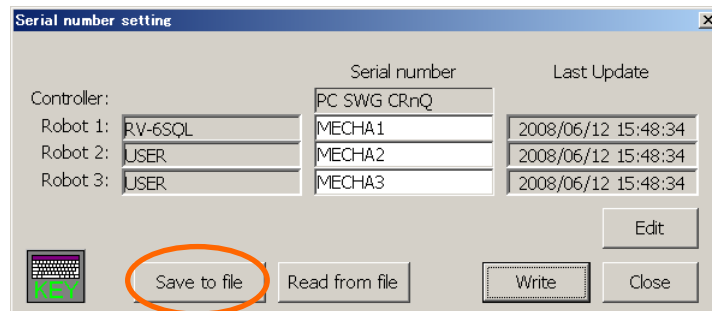 Serial number setting
Serial number Last Update
Controller: PC SWG CRnQ
Robot 1: RV-6SQL MECHA1 2008/06/12 15:48:34
Robot 2: USER MECHA2 2008/06/12 15:48:34
Robot 3: USER MECHA3 2008/06/12 15:48:34
Edit
KEY Save to file Read from file Write Close